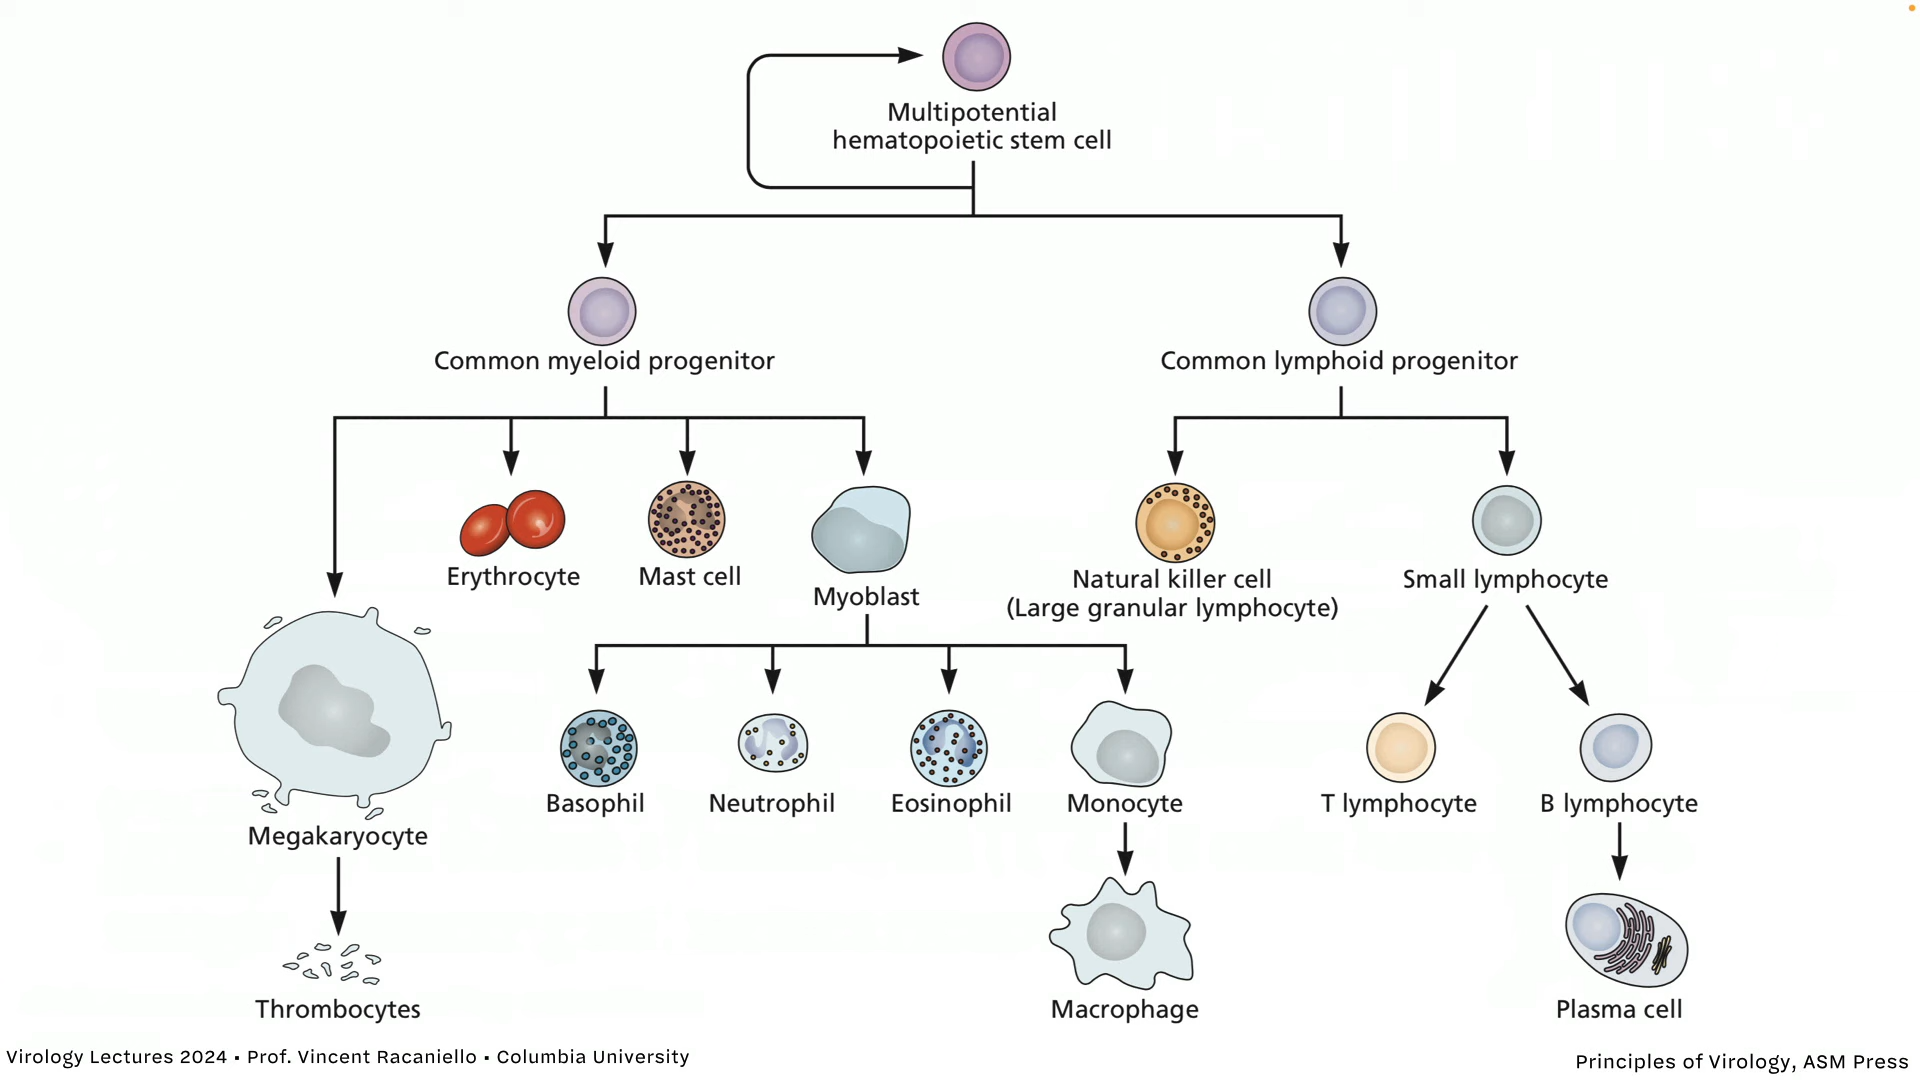 Multipotential
hematopoietic stem cell
Common myeloid progenitor
Common lymphoid progenitor
Erythrocyte
Mast cell
Myoblast
Natural killer cell
(Large granular lymphocyte)
Small lymphocyte
Megakaryocyte
Basophil
Neutrophil
Eosinophil
Monocyte
T lymphocyte
B lymphocyte
Thrombocytes
Macrophage
Plasma cell
Virology Lectures 2024 • Prof. Vincent Racaniello • Columbia University
Principles of Virology, ASM Press